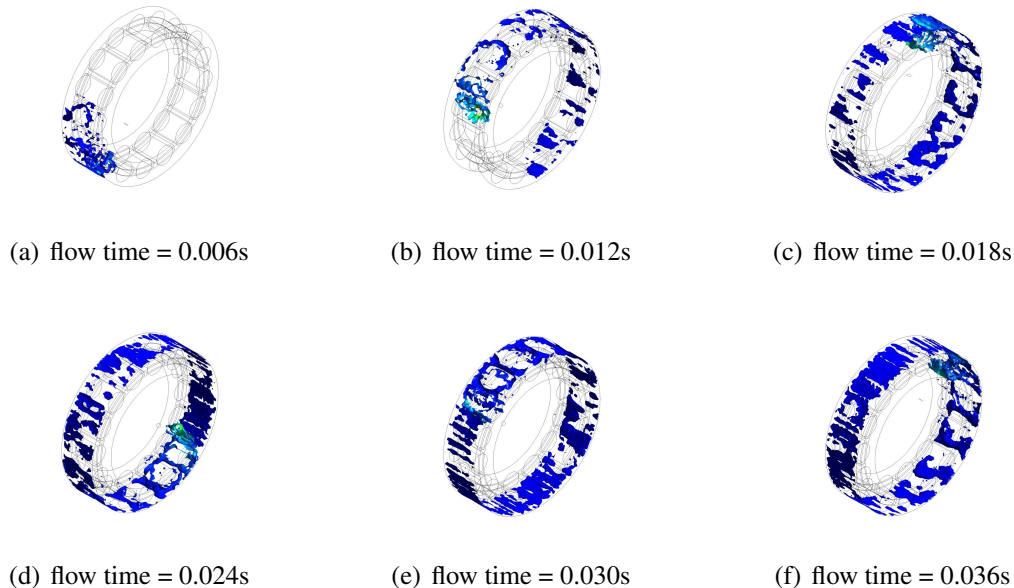 (a) flow time = 0.006s
(b) flow time = 0.012s
(c) flow time = 0.018s
(d) flow time = 0.024s
(e) flow time = 0.030s
(f) flow time = 0.036s